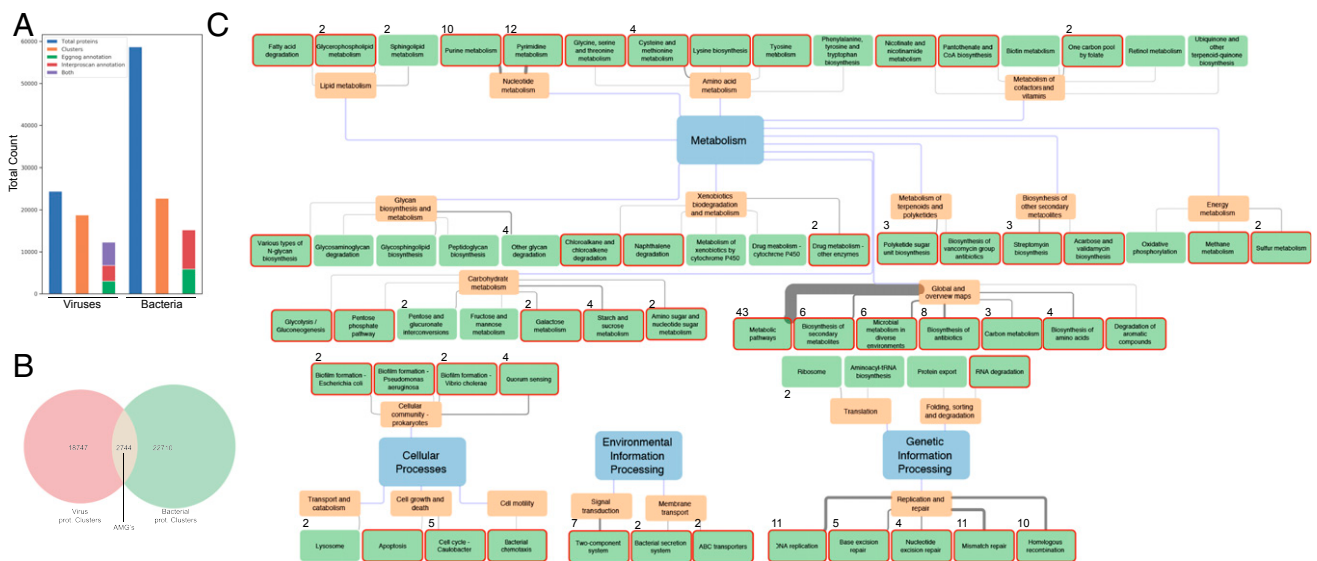 A
Total Count
60000
50000
40000
30000
20000
10000
0
Total proteins
Clusters
Eggnog annotation
Interproscan annotation
Both
Viruses
Bacteria
B
18747
2744
22710
Virus
prot. Clusters
AMG's
Bacterial
prot. Clusters
C
Fatty acid
degradation
2
Glycerophospholipid
metabolism
2
Sphingolipid
metabolism
10
Purine metabolism
12
Pyrimidine
metabolism
Glycine, serine
and threonine
metabolism
4
Cysteine and
methionine
metabolism
Lysine biosynthesis
Tyrosine
metabolism
Phenylalanine,
tyrosine and
tryptophan
biosynthesis
Nicotinate and
nicotinamide
metabolism
Pantothenate and
CoA biosynthesis
Biotin metabolism
2
One carbon pool
by folate
Retinol metabolism
Ubiquinone and
other
terpenoid-quinone
biosynthesis
Lipid metabolism
Nucleotide
metabolism
Amino acid
metabolism
Metabolism of
cofactors and
vitamins
Metabolism
Glycan
biosynthesis and
metabolism
Xenobiotics
biodegradation
and metabolism
Metabolism of
terpenoids and
polyketides
Biosynthesis of
other secondary
metabolites
Energy
metabolism
Various types of
N-glycan
biosynthesis
Glycosaminoglycan
degradation
Glycosphingolipid
biosynthesis
Peptidoglycan
biosynthesis
4
Other glycan
degradation
Chloroalkane and
chloroalkene
degradation
Naphthalene
degradation
Metabolism of
xenobiotics by
cytochrome P450
Drug metabolism -
cytochrome P450
2
Drug metabolism -
other enzymes
3
Polyketide sugar
unit biosynthesis
Biosynthesis of
vancomycin group
antibiotics
3
Streptomycin
biosynthesis
Acarbose and
validamycin
biosynthesis
Oxidative
phosphorylation
Methane
metabolism
2
Sulfur metabolism
Carbohydrate
metabolism
Global and
overview maps
Glycolysis /
Gluconeogenesis
Pentose
phosphate
pathway
2
Pentose and
glucuronate
interconversions
Fructose and
mannose
metabolism
2
Galactose
metabolism
4
Starch and
sucrose
metabolism
2
Amino sugar and
nucleotide sugar
metabolism
43
Metabolic
pathways
6
Biosynthesis of
secondary
metabolites
6
Microbial
metabolism in
diverse
environments
8
Biosynthesis of
antibiotics
3
Carbon metabolism
4
Biosynthesis of
amino acids
Degradation of
aromatic
compounds
2
Biofilm formation -
Escherichia coli
Biofilm formation -
Pseudomonas
aeruginosa
2
Biofilm formation -
Vibrio cholerae
4
Quorum sensing
Ribosome
2
Aminoacyl-tRNA
biosynthesis
Protein export
RNA degradation
Cellular
community -
prokaryotes
Translation
Folding, sorting
and degradation
Cellular
Processes
Environmental
Information
Processing
Genetic
Information
Processing
Transport and
catabolism
Cell growth and
death
Cell motility
Signal
transduction
Membrane
transport
Replication and
repair
2
Lysosome
Apoptosis
5
Cell cycle -
Caulobacter
Bacterial
chemotaxis
7
Two-component
system
2
Bacterial secretion
system
2
ABC transporters
11
DNA replication
5
Base excision
repair
4
Nucleotide
excision repair
11
Mismatch repair
10
Homologous
recombination